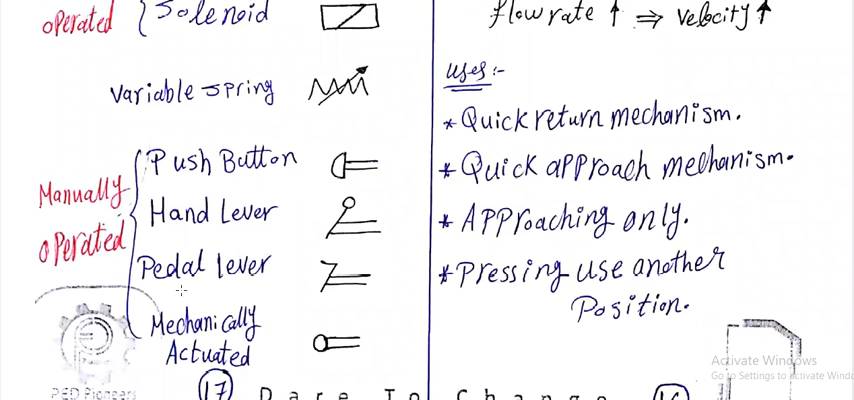 operated
Solenoid
Variable spring
Manually
operated
Push Button
Hand Lever
Pedal lever
Mechanically
Actuated
flow rate ↑ ⇒ velocity ↑
uses :-
* Quick return mechanism.
* Quick approach mechanism.
* Approaching only.
* Pressing use another
Position.
PED Pioneers
17 Dare To Change 16
Activate Windows
Go to Settings to activate Wind